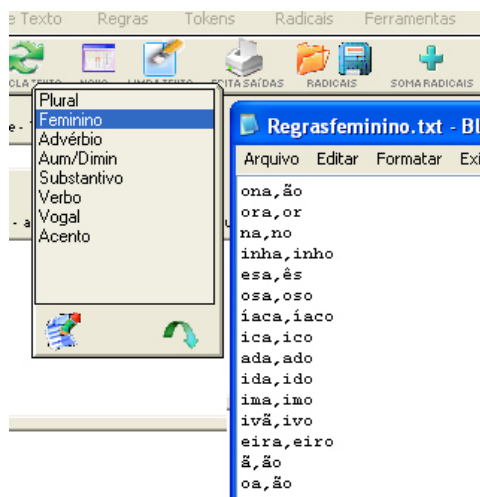 e Texto Regras Tokens Radicais Ferramentas
NOVO LIMPA TEXTO EDITA SAÍDAS RADICAIS SOMA RADICAIS
Plural
Feminino
Advérbio
Aum/Dimin
Substantivo
Verbo
Vogal
Acento
Regrasfeminino.txt - Bl
Arquivo Editar Formatar Exi
ona,ão
ora,or
na,no
inha,inho
esa,ês
osa,oso
íaca,íaco
ica,ico
ada,ado
ida,ido
ima,imo
ivã,ivo
eira,eiro
ã,ão
oa,ão